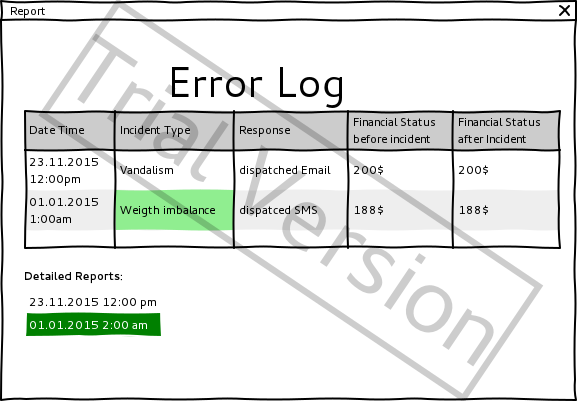 Report
Error Log
Date Time Incident Type Response Financial Status before incident Financial Status after Incident
23.11.2015 12:00pm Vandalism dispatched Email 200$ 200$
01.01.2015 1:00am Weigth imbalance dispatced SMS 188$ 188$
Detailed Reports:
23.11.2015 12:00 pm
01.01.2015 2:00 am
Trial Version